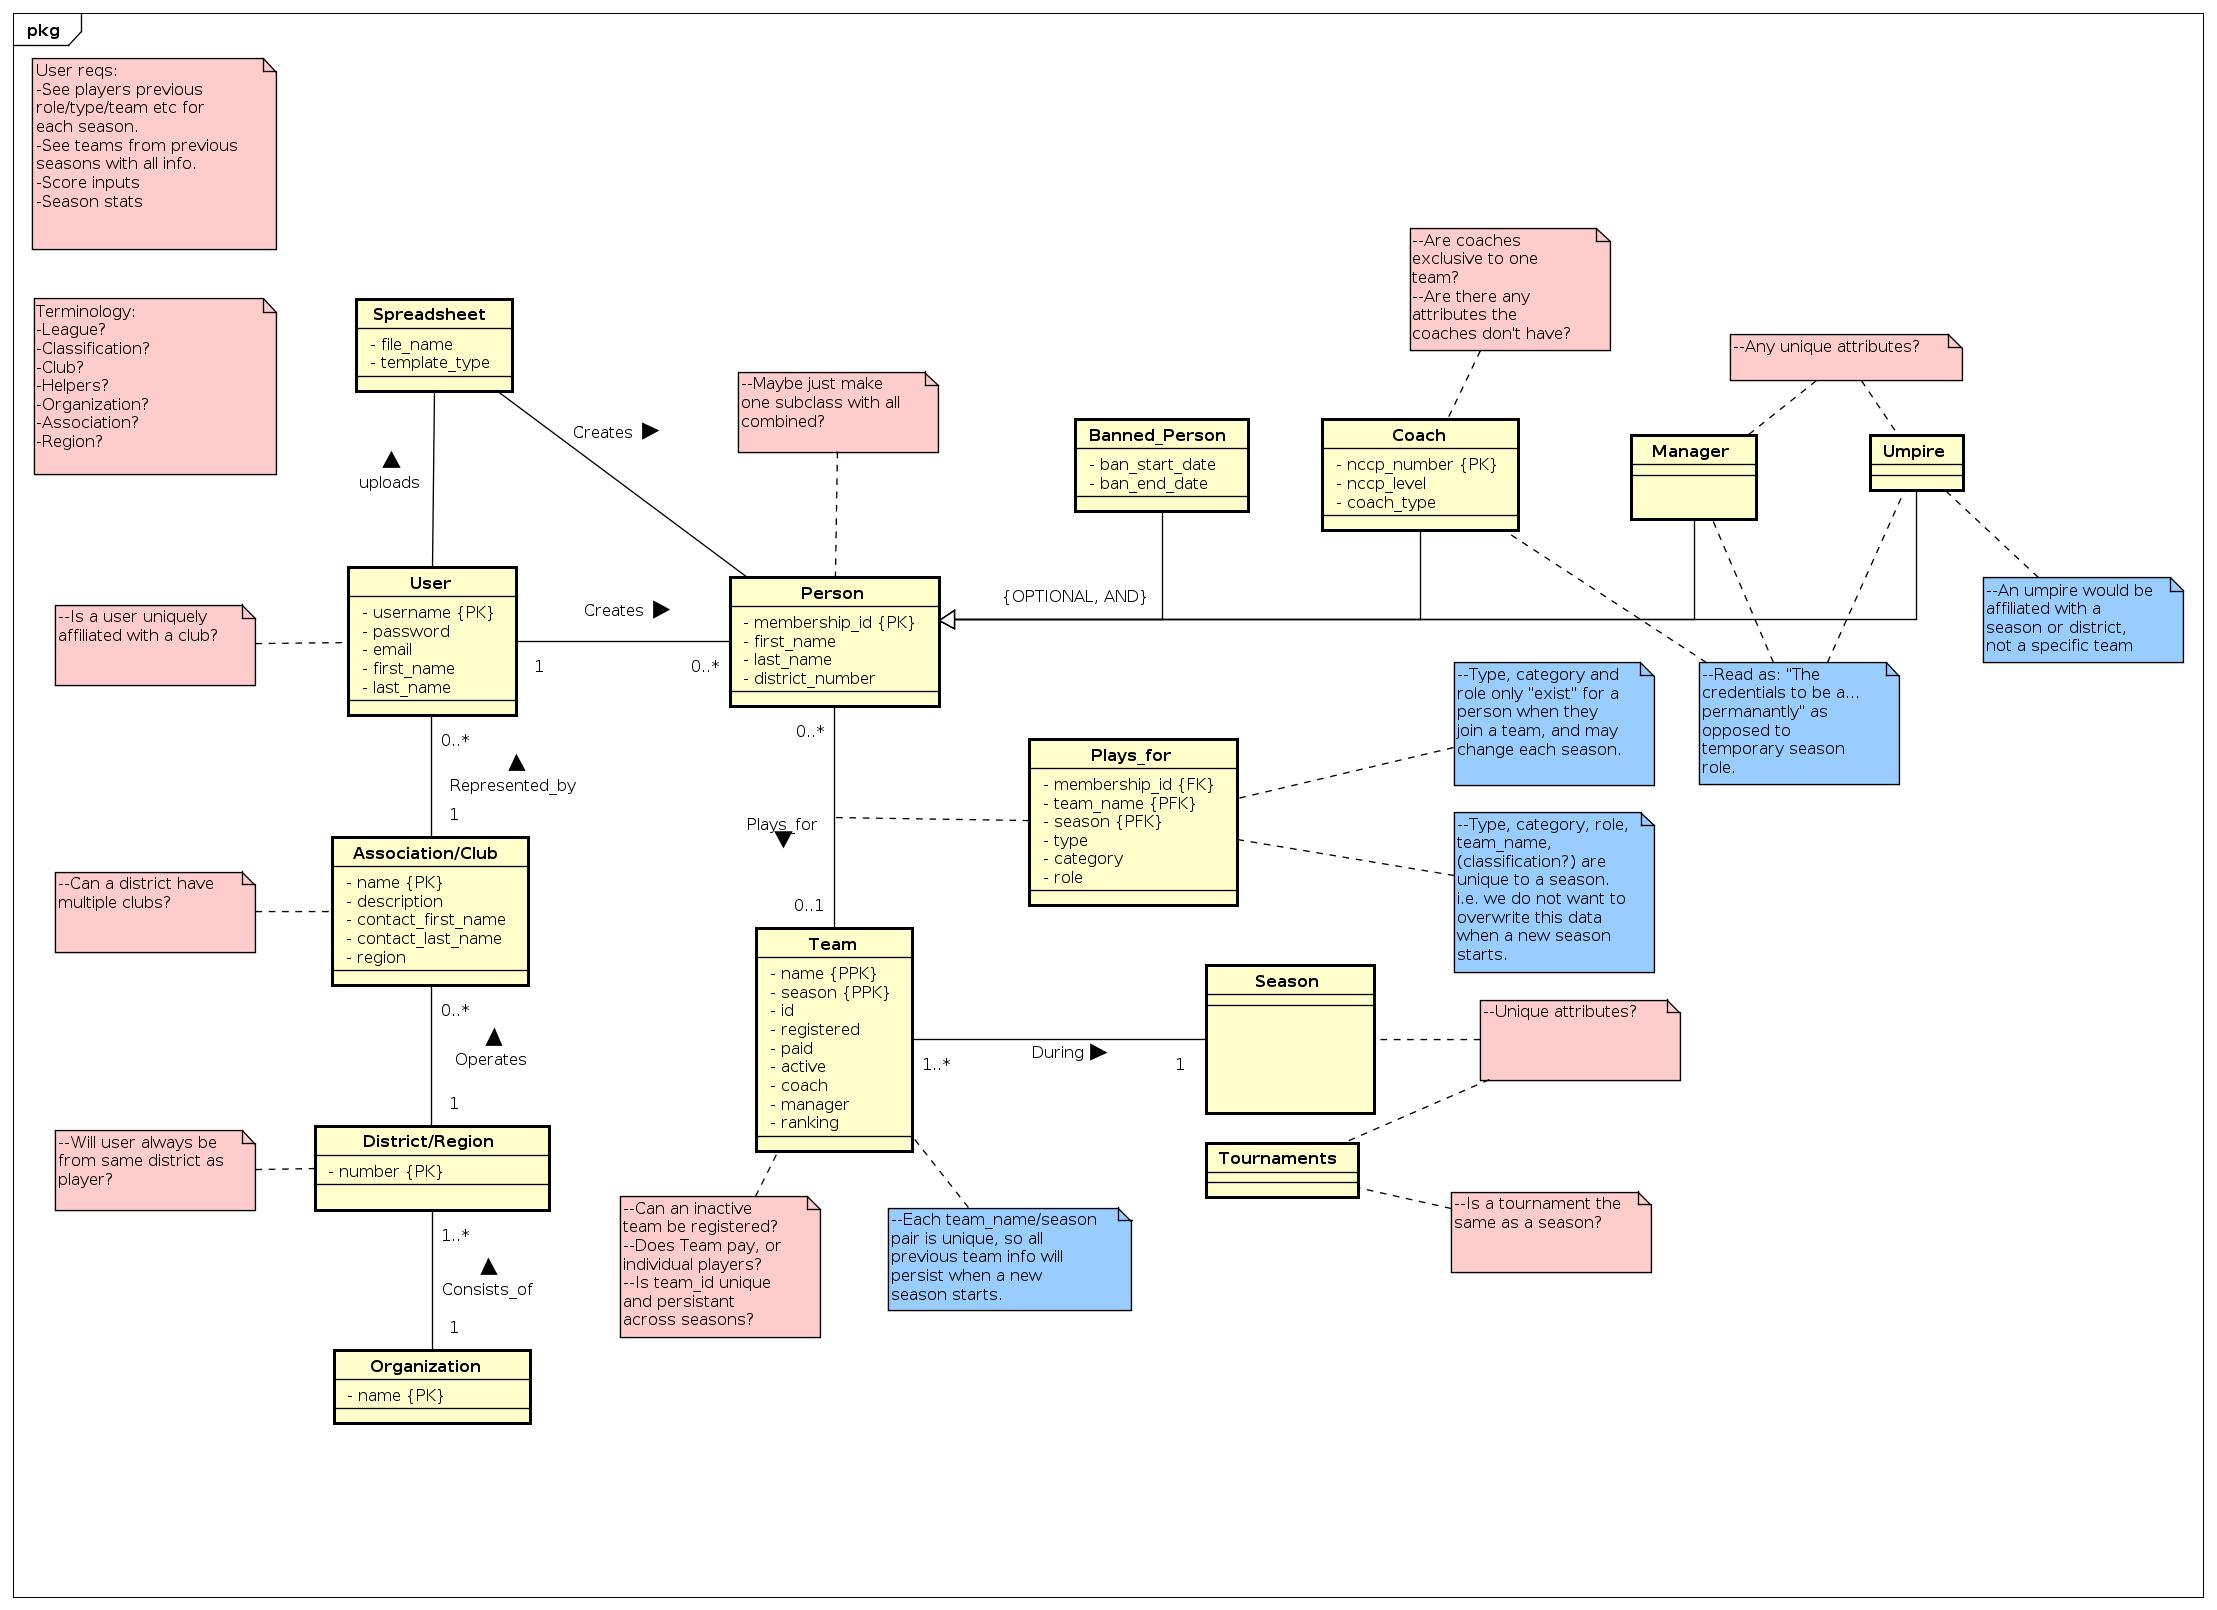 pkg
User reqs:
-See players previous
role/type/team etc for
each season.
-See teams from previous
seasons with all info.
-Score inputs
-Season stats
Terminology:
-League?
-Classification?
-Club?
-Helpers?
-Organization?
-Association?
-Region?
Spreadsheet
- file_name
- template_type
uploads
Creates
--Maybe just make
one subclass with all
combined?
--Are coaches
exclusive to one
team?
--Are there any
attributes the
coaches don't have?
--Any unique attributes?
Banned_Person
- ban_start_date
- ban_end_date
Coach
- nccp_number {PK}
- nccp_level
- coach_type
Manager
Umpire
--An umpire would be
affiliated with a
season or district,
not a specific team
{OPTIONAL, AND}
--Is a user uniquely
affiliated with a club?
User
- username {PK}
- password
- email
- first_name
- last_name
Creates
1
0..*
Person
- membership_id {PK}
- first_name
- last_name
- district_number
--Type, category and
role only "exist" for a
person when they
join a team, and may
change each season.
--Read as: "The
credentials to be a...
permanantly" as
opposed to
temporary season
role.
0..*
Represented_by
1
0..*
Plays_for
0..1
Plays_for
- membership_id {FK}
- team_name {PFK}
- season {PFK}
- type
- category
- role
--Type, category, role,
team_name,
(classification?) are
unique to a season.
i.e. we do not want to
overwrite this data
when a new season
starts.
--Can a district have
multiple clubs?
Association/Club
- name {PK}
- description
- contact_first_name
- contact_last_name
- region
0..*
Operates
1
Team
- name {PPK}
- season {PPK}
- id
- registered
- paid
- active
- coach
- manager
- ranking
1..*
During
1
Season
--Unique attributes?
Tournaments
--Is a tournament the
same as a season?
--Will user always be
from same district as
player?
District/Region
- number {PK}
1..*
Consists_of
1
Organization
- name {PK}
--Can an inactive
team be registered?
--Does Team pay, or
individual players?
--Is team_id unique
and persistant
across seasons?
--Each team_name/season
pair is unique, so all
previous team info will
persist when a new
season starts.